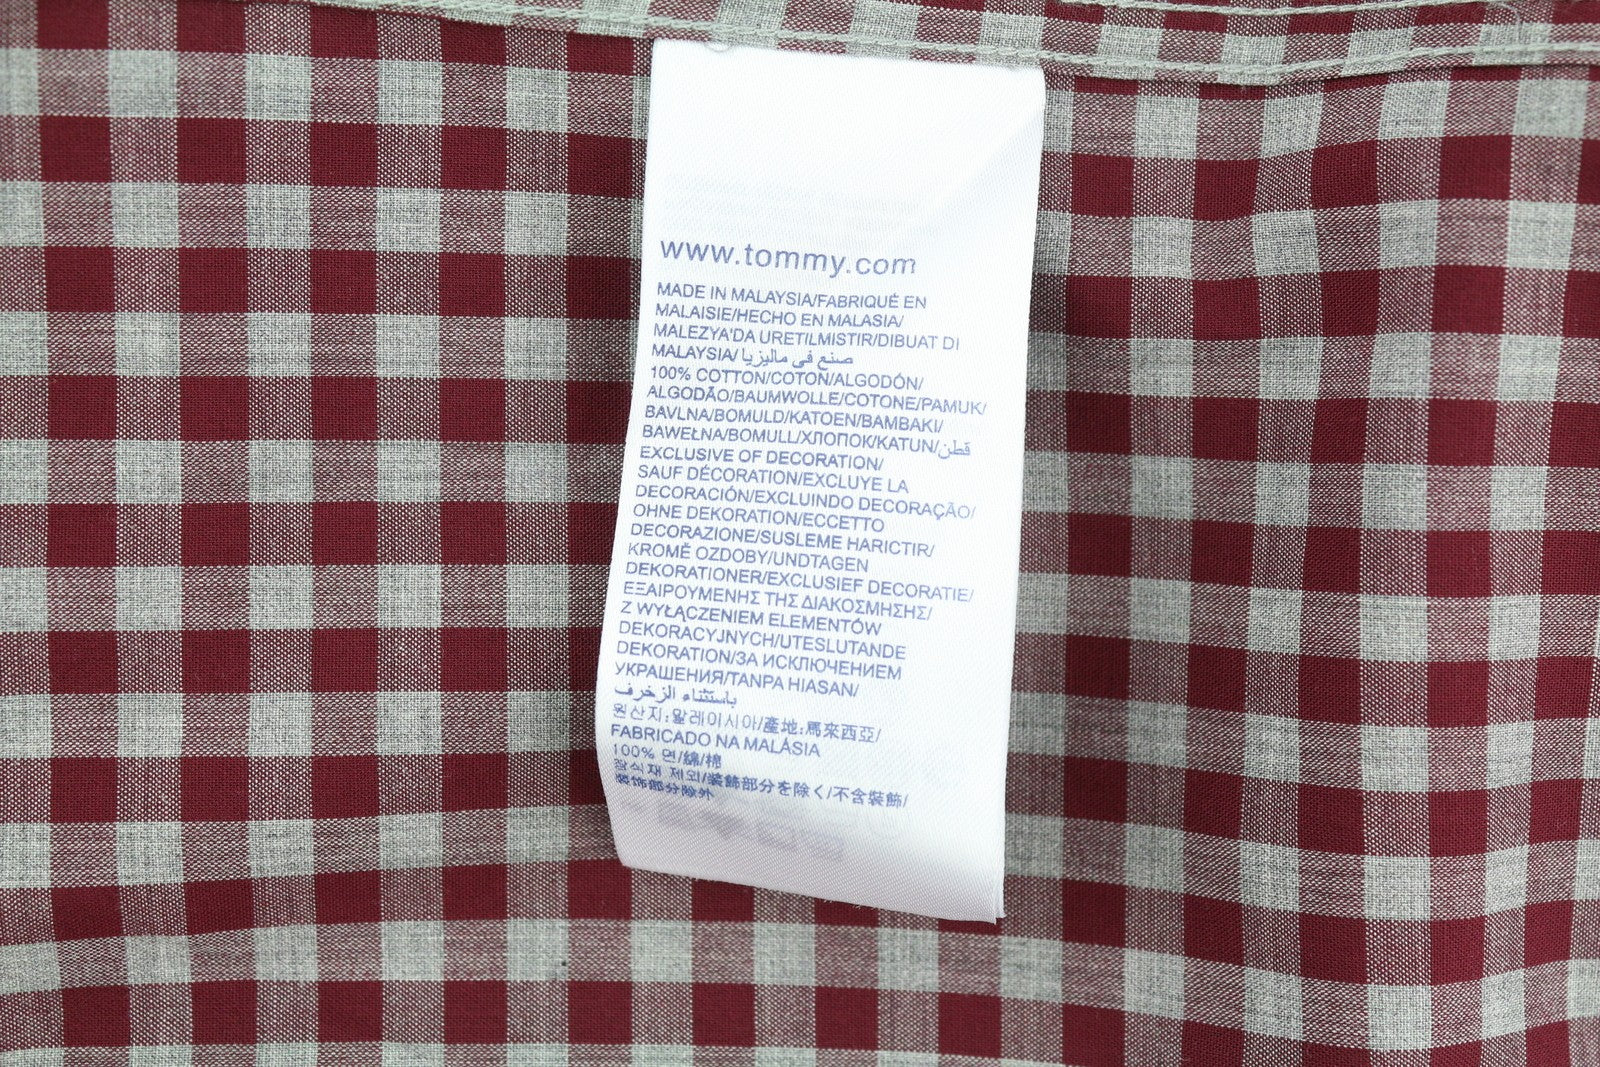 www.tommy.com
MADE IN MALAYSIA/FABRIQUÉ EN
MALAISIE/HECHO EN MALASIA/
MALEZYA'DA URETILMISTIR/DIBUAT DI
MALAYSIA/صنع في ماليزيا
100% COTTON/COTON/ALGODÓN/
ALGODÃO/BAUMWOLLE/COTONE/PAMUK/
BAVLNA/BOMULD/KATOEN/BAMBAKI/
BAWEŁNA/BOMULL/ХЛОПОК/KATUN/قطن
EXCLUSIVE OF DECORATION/
SAUF DÉCORATION/EXCLUYE LA
DECORACIÓN/EXCLUINDO DECORAÇÃO/
OHNE DEKORATION/ECCETTO
DECORAZIONE/SUSLEME HARICTIR/
KROMĚ OZDOBY/UNDTAGEN
DEKORATIONER/EXCLUSIEF DECORATIE/
ΕΞΑΙΡΟΥΜΕΝΗΣ ΤΗΣ ΔΙΑΚΟΣΜΗΣΗΣ/
Z WYŁĄCZENIEM ELEMENTÓW
DEKORACYJNYCH/UTESLUTANDE
DEKORATION/ЗА ИСКЛЮЧЕНИЕМ
УКРАШЕНИЯ/TANPA HIASAN/
باستثناء الزخرف
원산지:말레이시아/產地:馬來西亞/
FABRICADO NA MALÁSIA
100% 면/綿/棉
장식재 제외/装飾部分を除く/不含裝飾/
装饰部分除外